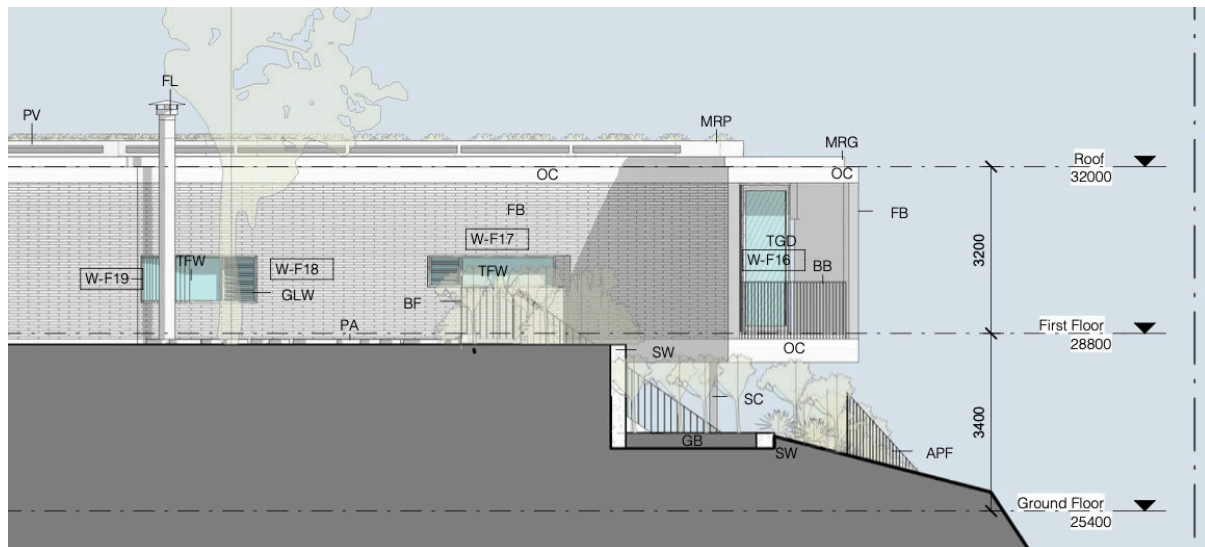 FL
PV
MRP
MRG
Roof
32000
OC
OC
FB
FB
W-F17
TFW
W-F18
W-F19
TFW
TGD
W-F16
BB
GLW
BF
3200
PA
First Floor
28800
SW
OC
SC
3400
GB
SW
APF
Ground Floor
25400